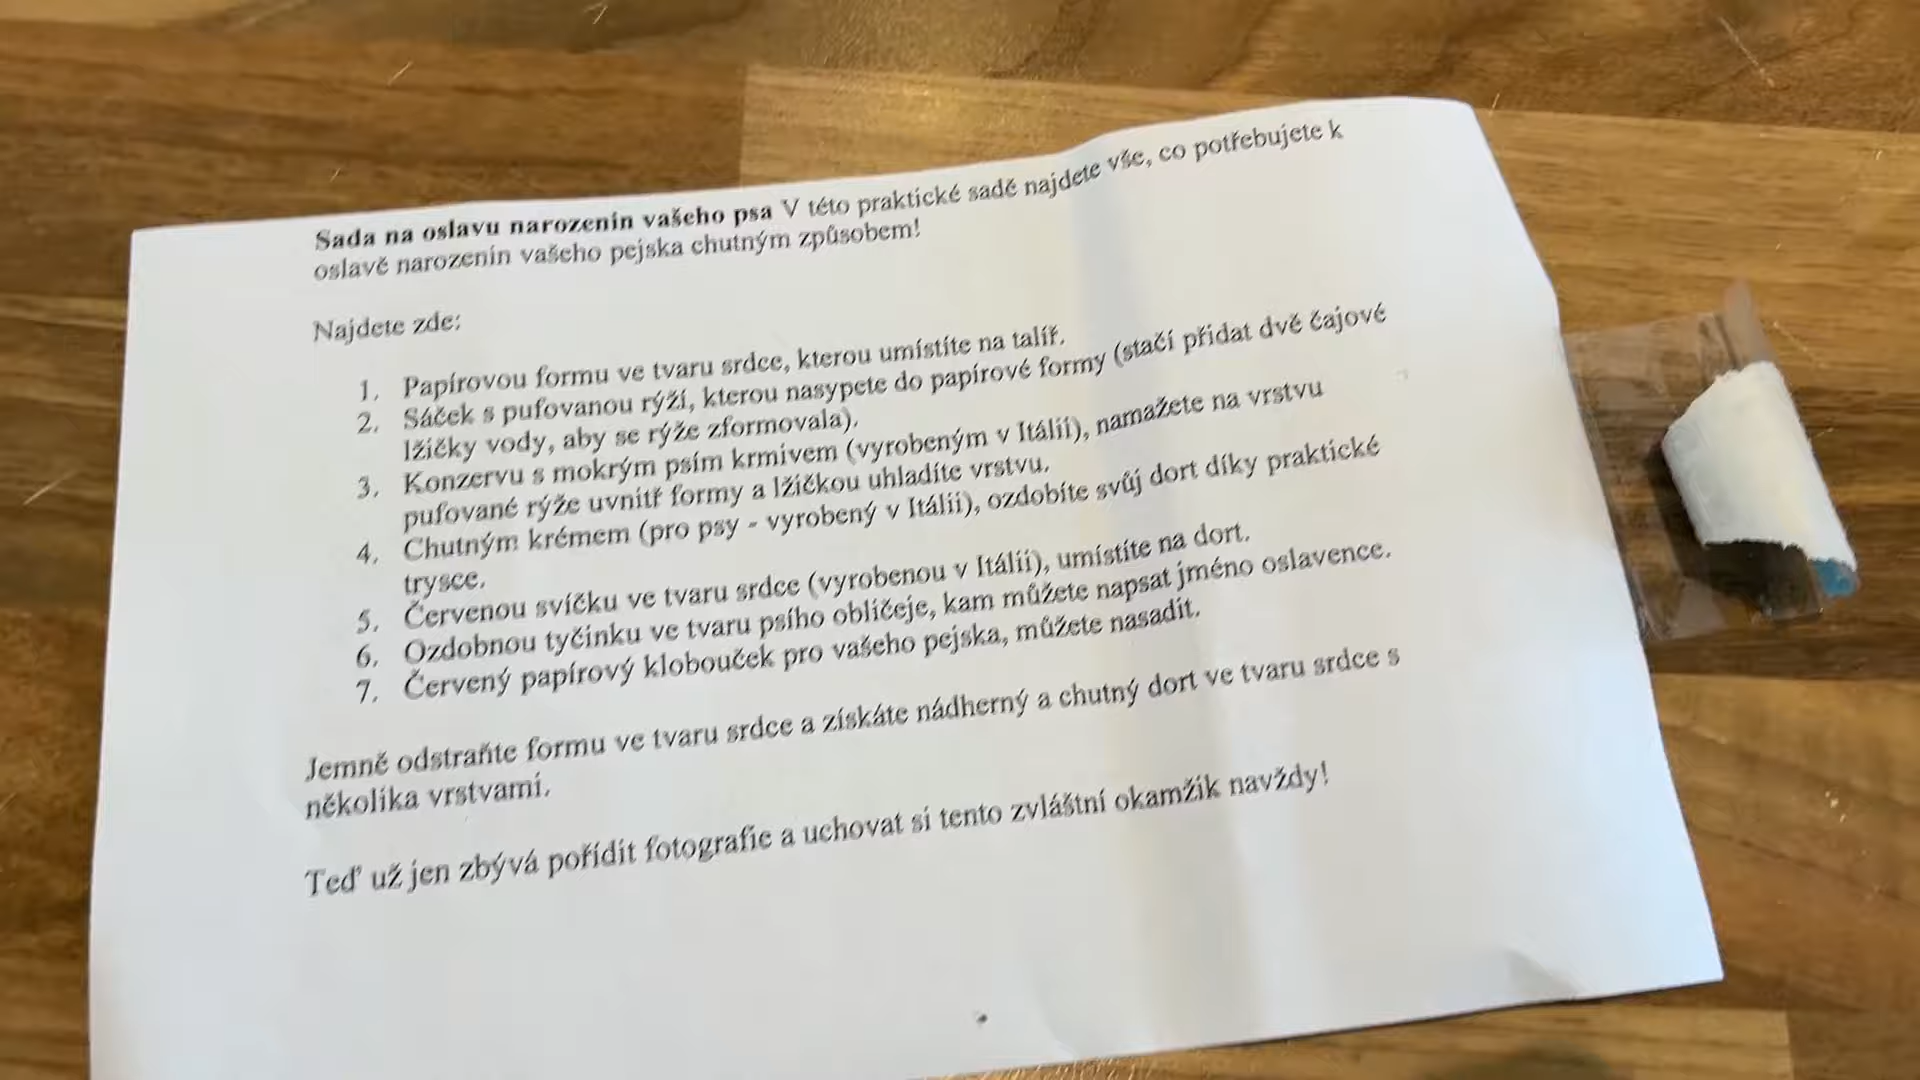 Sada na oslavu narozenin vašeho psa V této praktické sadě najdete vše, co potřebujete k
oslavě narozenin vašeho pejska chutným způsobem!
Najdete zde:
1. Papírovou formu ve tvaru srdce, kterou umístíte na talíř.
2. Sáček s pufovanou rýží, kterou nasypete do papírové formy (stačí přidat dvě čajové
lžičky vody, aby se rýže zformovala).
3. Konzervu s mokrým psím krmivem (vyrobeným v Itálii), namažete na vrstvu
pufované rýže uvnitř formy a lžičkou uhladíte vrstvu.
4. Chutným krémem (pro psy - vyrobený v Itálii), ozdobíte svůj dort díky praktické
trysce.
5. Červenou svíčku ve tvaru srdce (vyrobenou v Itálii), umístíte na dort.
6. Ozdobnou tyčinku ve tvaru psího obličeje, kam můžete napsat jméno oslavence.
7. Červený papírový klobouček pro vašeho pejska, můžete nasadit.
Jemně odstraňte formu ve tvaru srdce a získáte nádherný a chutný dort ve tvaru srdce s
několika vrstvami.
Teď už jen zbývá pořídit fotografie a uchovat si tento zvláštní okamžik navždy!